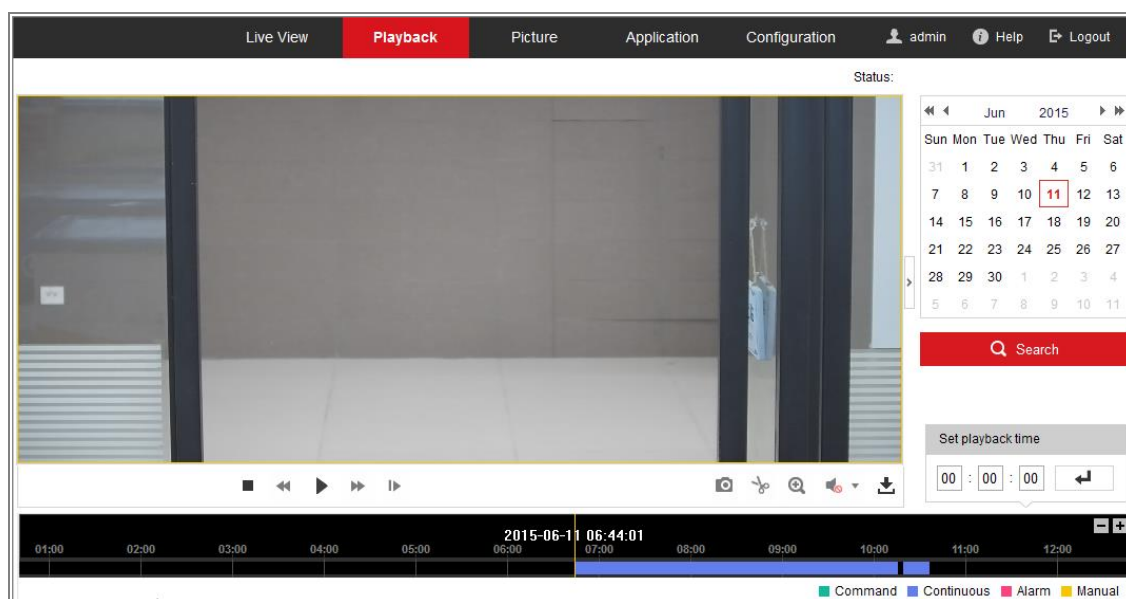 Live View Playback Picture Application Configuration admin Help Logout
Status:
Jun 2015
Sun Mon Tue Wed Thu Fri Sat
31 1 2 3 4 5 6
7 8 9 10 11 12 13
14 15 16 17 18 19 20
21 22 23 24 25 26 27
28 29 30 1 2 3 4
5 6 7 8 9 10 11
Search
Set playback time
00 : 00 : 00
2015-06-11 06:44:01
01:00 02:00 03:00 04:00 05:00 06:00 07:00 08:00 09:00 10:00 11:00 12:00
Command Continuous Alarm Manual